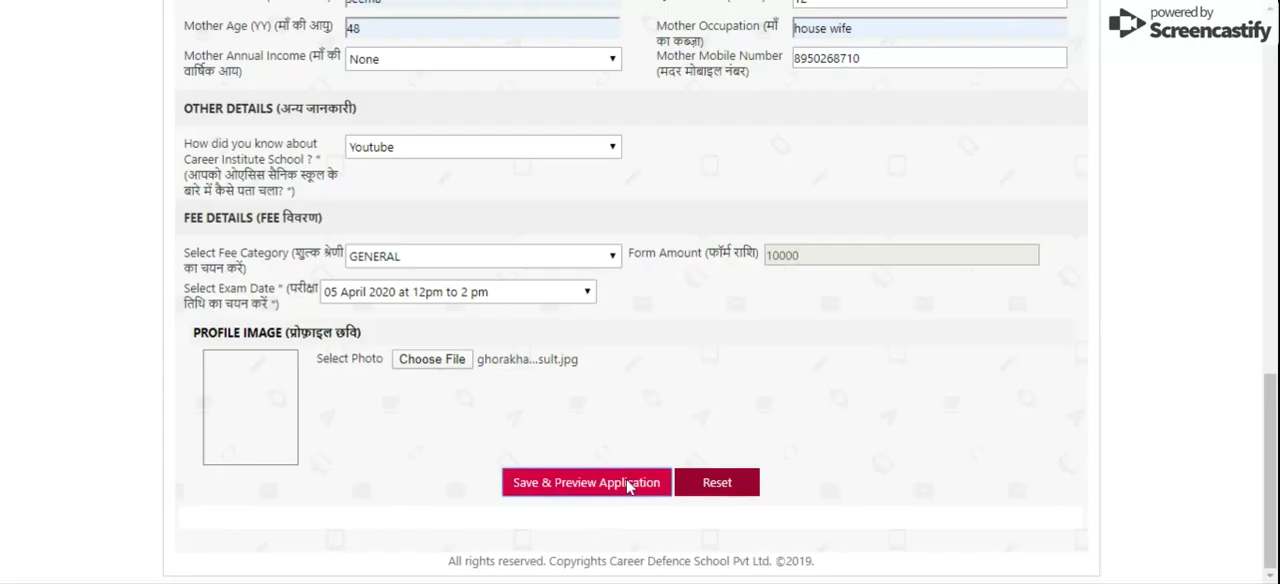 powered by
Screencastify
Mother Age (YY) (माँ की आयु)
48
Mother Occupation (माँ
का कब्ज़ा)
house wife
Mother Annual Income (माँ की
वार्षिक आय)
None
Mother Mobile Number
(मदर मोबाइल नंबर)
8950268710
OTHER DETAILS (अन्य जानकारी)
How did you know about
Career Institute School ? *
(आपको ओएसिस सैनिक स्कूल के
बारे में कैसे पता चला? *)
Youtube
FEE DETAILS (FEE विवरण)
Select Fee Category (शुल्क श्रेणी
का चयन करें)
GENERAL
Form Amount (फॉर्म राशि)
10000
Select Exam Date * (परीक्षा
तिथि का चयन करें *)
05 April 2020 at 12pm to 2 pm
PROFILE IMAGE (प्रोफ़ाइल छवि)
Select Photo
Choose File
ghorakha...sult.jpg
Save & Preview Application
Reset
All rights reserved. Copyrights Career Defence School Pvt Ltd. ©2019.